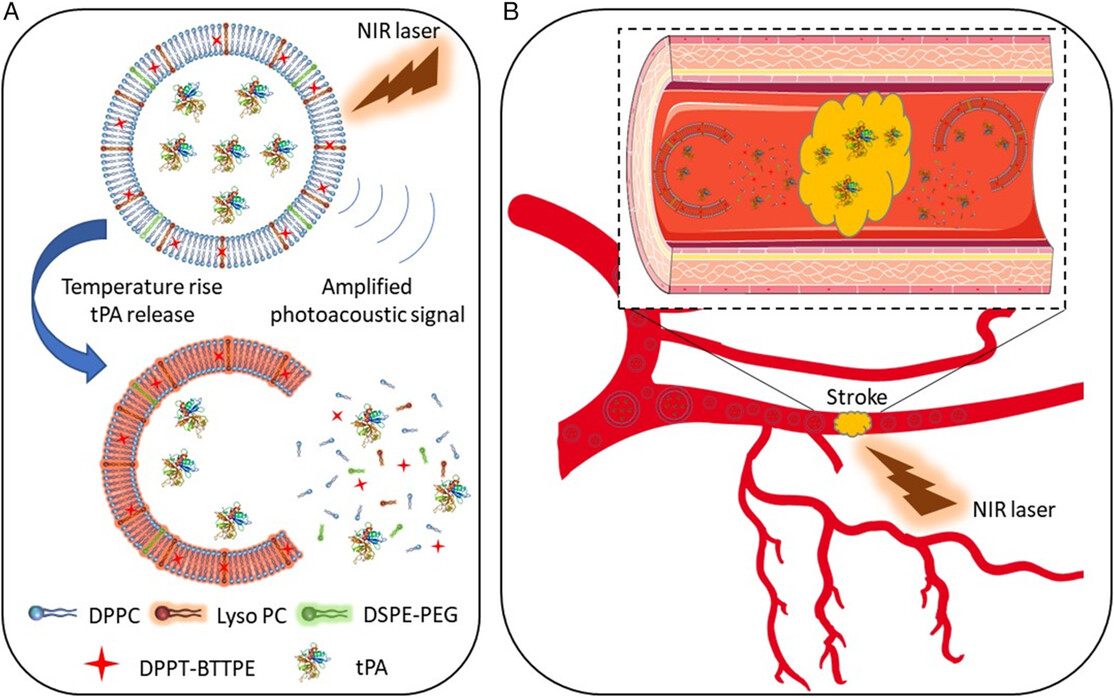 A
NIR laser
Temperature rise
tPA release
Amplified
photoacoustic signal
DPPC
Lyso PC
DSPE-PEG
DPPT-BTTPE
tPA
B
Stroke
NIR laser